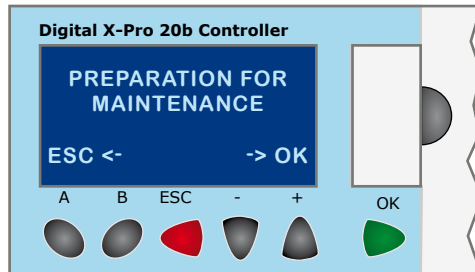 Digital X-Pro 20b Controller
PREPARATION FOR
MAINTENANCE
ESC <- -> OK
A B ESC - + OK